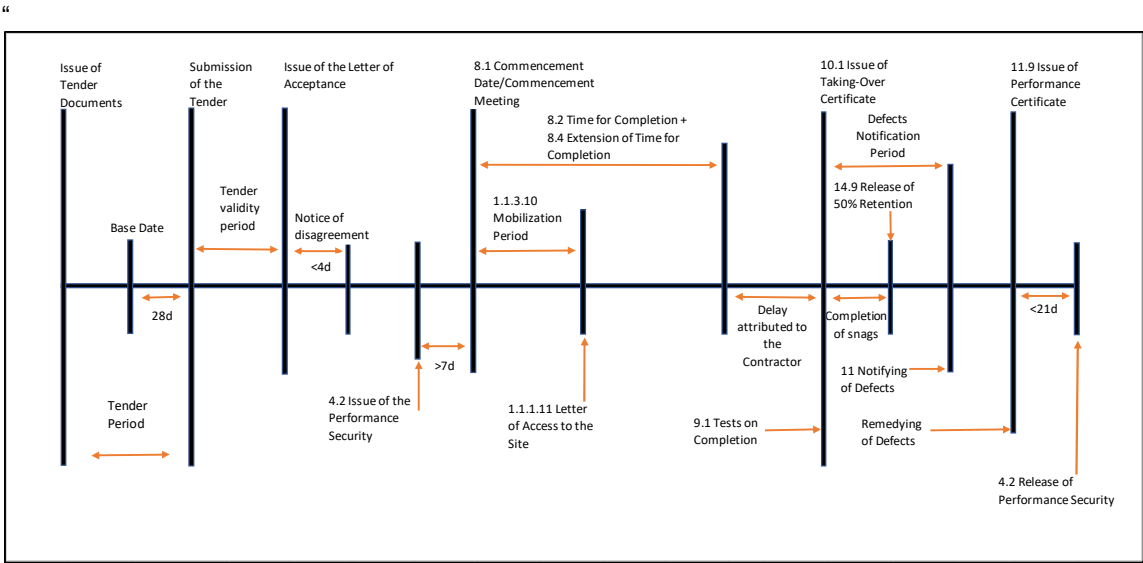 “
Issue of
Tender
Documents
Submission
of the
Tender
Issue of the Letter of
Acceptance
8.1 Commencement
Date/Commencement
Meeting
10.1 Issue of
Taking-Over
Certificate
11.9 Issue of
Performance
Certificate
8.2 Time for Completion +
8.4 Extension of Time for
Completion
Defects
Notification
Period
Tender
validity
period
1.1.3.10
Mobilization
Period
14.9 Release of
50% Retention
Base Date
Notice of
disagreement
<4d
28d
>7d
Delay
attributed to
the
Contractor
Completion
of snags
<21d
Tender
Period
4.2 Issue of the
Performance
Security
1.1.1.11 Letter
of Access to the
Site
9.1 Tests on
Completion
11 Notifying
of Defects
Remedying
of Defects
4.2 Release of
Performance Security